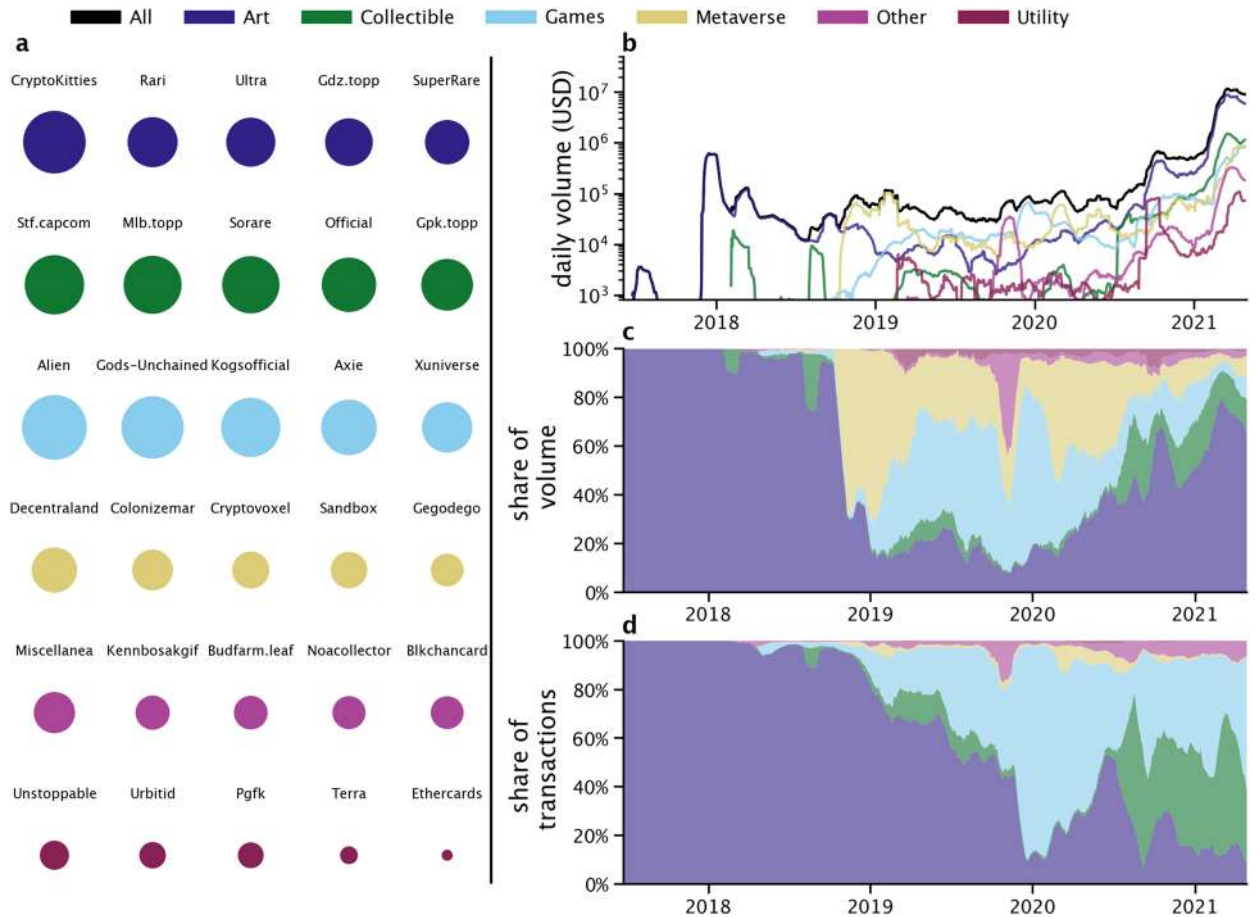 All Art Collectible Games Metaverse Other Utility
a
CryptoKitties Rari Ultra Gdz.topp SuperRare
Stf.capcom Mlb.topp Sorare Official Gpk.topp
Alien Gods-Unchained Kogsofficial Axie Xuniverse
Decentraland Colonizemar Cryptovoxel Sandbox Gegodego
Miscellanea Kennbosakgif Budfarm.leaf Noacollector Blkchancard
Unstoppable Urbitid Pgfk Terra Ethercards
b
daily volume (USD)
10⁷
10⁶
10⁵
10⁴
10³
2018 2019 2020 2021
c
share of
volume
100%
80%
60%
40%
20%
0%
2018 2019 2020 2021
d
share of
transactions
100%
80%
60%
40%
20%
0%
2018 2019 2020 2021